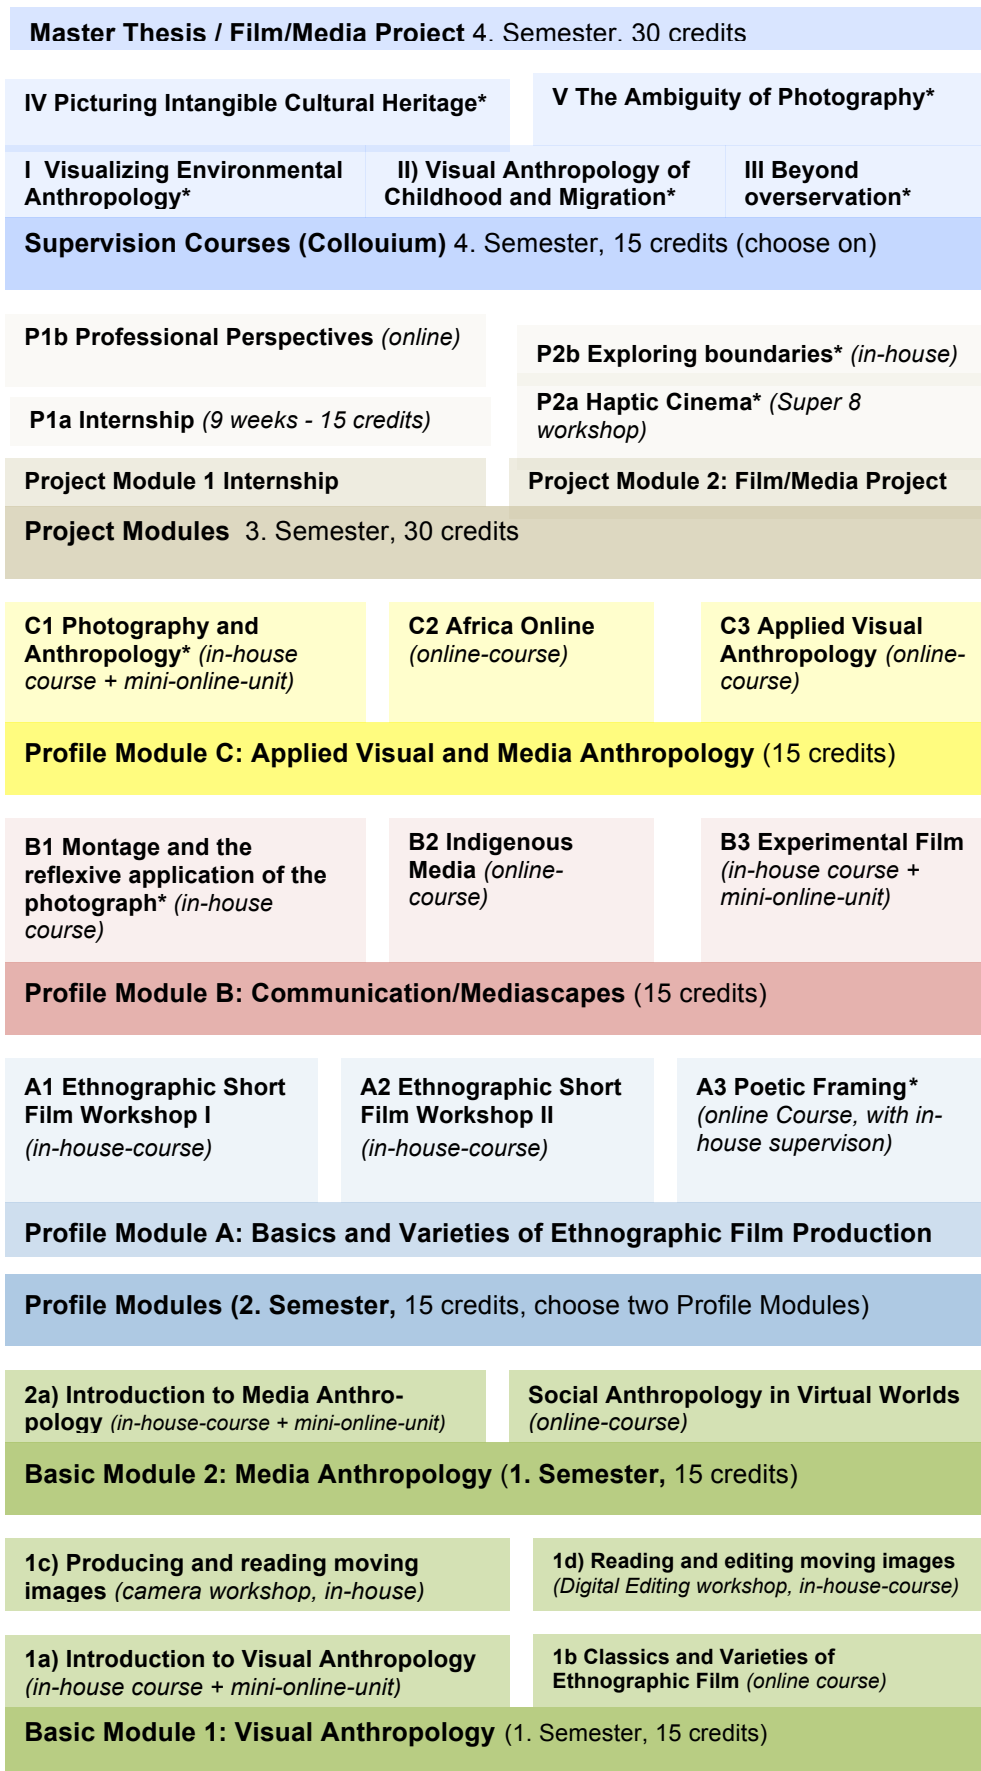 Master Thesis / Film/Media Project 4. Semester. 30 credits
IV Picturing Intangible Cultural Heritage*
V The Ambiguity of Photography*
I  Visualizing Environmental
Anthropology*
II) Visual Anthropology of
Childhood and Migration*
III Beyond
overservation*
Supervision Courses (Collouium) 4. Semester, 15 credits (choose on)
P1b Professional Perspectives (online)
P2b Exploring boundaries* (in-house)
P1a Internship (9 weeks - 15 credits)
P2a Haptic Cinema* (Super 8
workshop)
Project Module 1 Internship
Project Module 2: Film/Media Project
Project Modules  3. Semester, 30 credits
C1 Photography and
Anthropology* (in-house
course + mini-online-unit)
C2 Africa Online
(online-course)
C3 Applied Visual
Anthropology (online-
course)
Profile Module C: Applied Visual and Media Anthropology (15 credits)
B1 Montage and the
reflexive application of the
photograph* (in-house
course)
B2 Indigenous
Media (online-
course)
B3 Experimental Film
(in-house course +
mini-online-unit)
Profile Module B: Communication/Mediascapes (15 credits)
A1 Ethnographic Short
Film Workshop I
(in-house-course)
A2 Ethnographic Short
Film Workshop II
(in-house-course)
A3 Poetic Framing*
(online Course, with in-
house supervison)
Profile Module A: Basics and Varieties of Ethnographic Film Production
Profile Modules (2. Semester, 15 credits, choose two Profile Modules)
2a) Introduction to Media Anthro-
pology (in-house-course + mini-online-unit)
Social Anthropology in Virtual Worlds
(online-course)
Basic Module 2: Media Anthropology (1. Semester, 15 credits)
1c) Producing and reading moving
images (camera workshop, in-house)
1d) Reading and editing moving images
(Digital Editing workshop, in-house-course)
1a) Introduction to Visual Anthropology
(in-house course + mini-online-unit)
1b Classics and Varieties of
Ethnographic Film (online course)
Basic Module 1: Visual Anthropology (1. Semester, 15 credits)